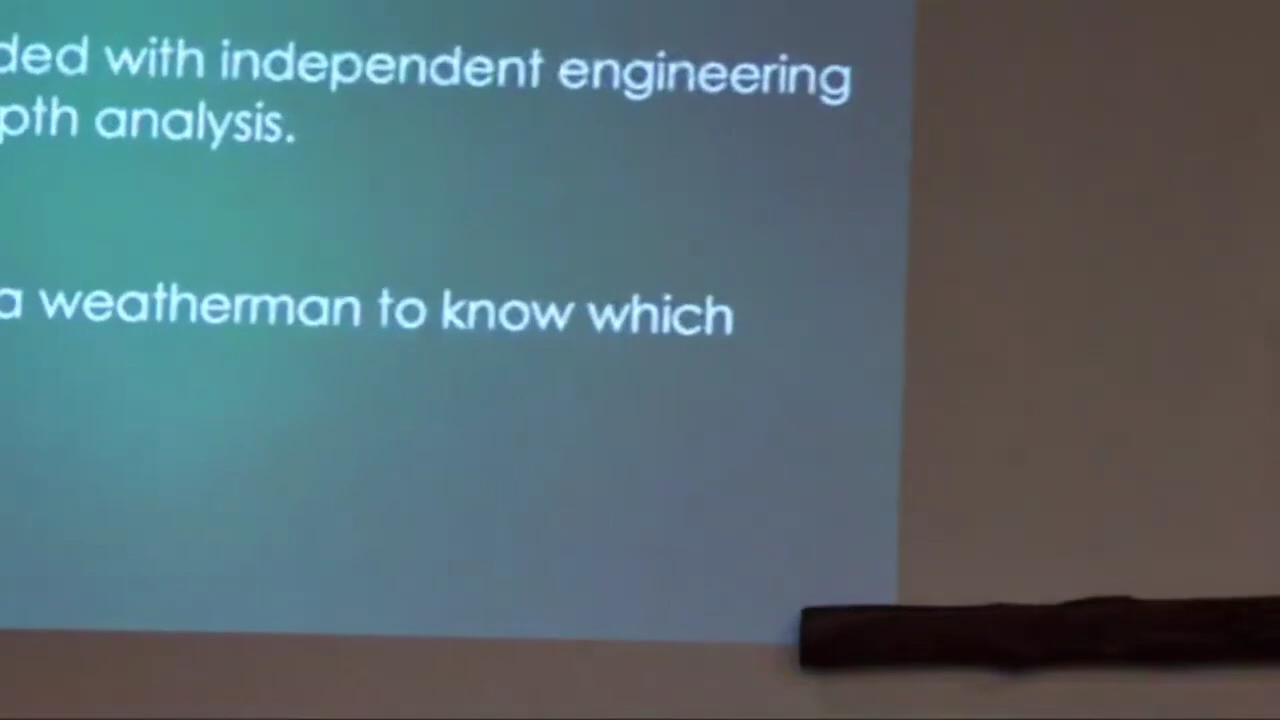 ded with independent engineering
pth analysis.
a weatherman to know which